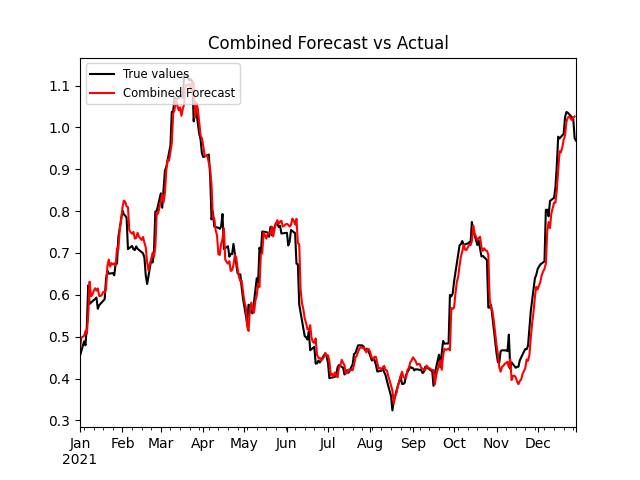 Combined Forecast vs Actual
True values
Combined Forecast
1.1
1.0
0.9
0.8
0.7
0.6
0.5
0.4
0.3
Jan Feb Mar Apr May Jun Jul Aug Sep Oct Nov Dec
2021